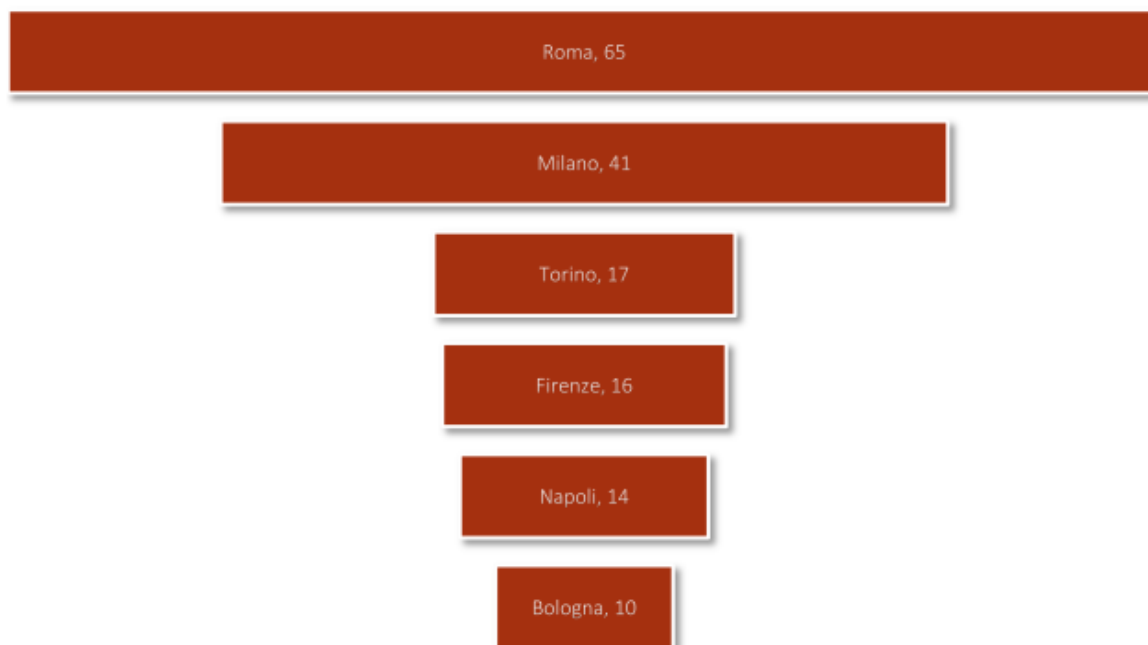 Roma, 65
Milano, 41
Torino, 17
Firenze, 16
Napoli, 14
Bologna, 10